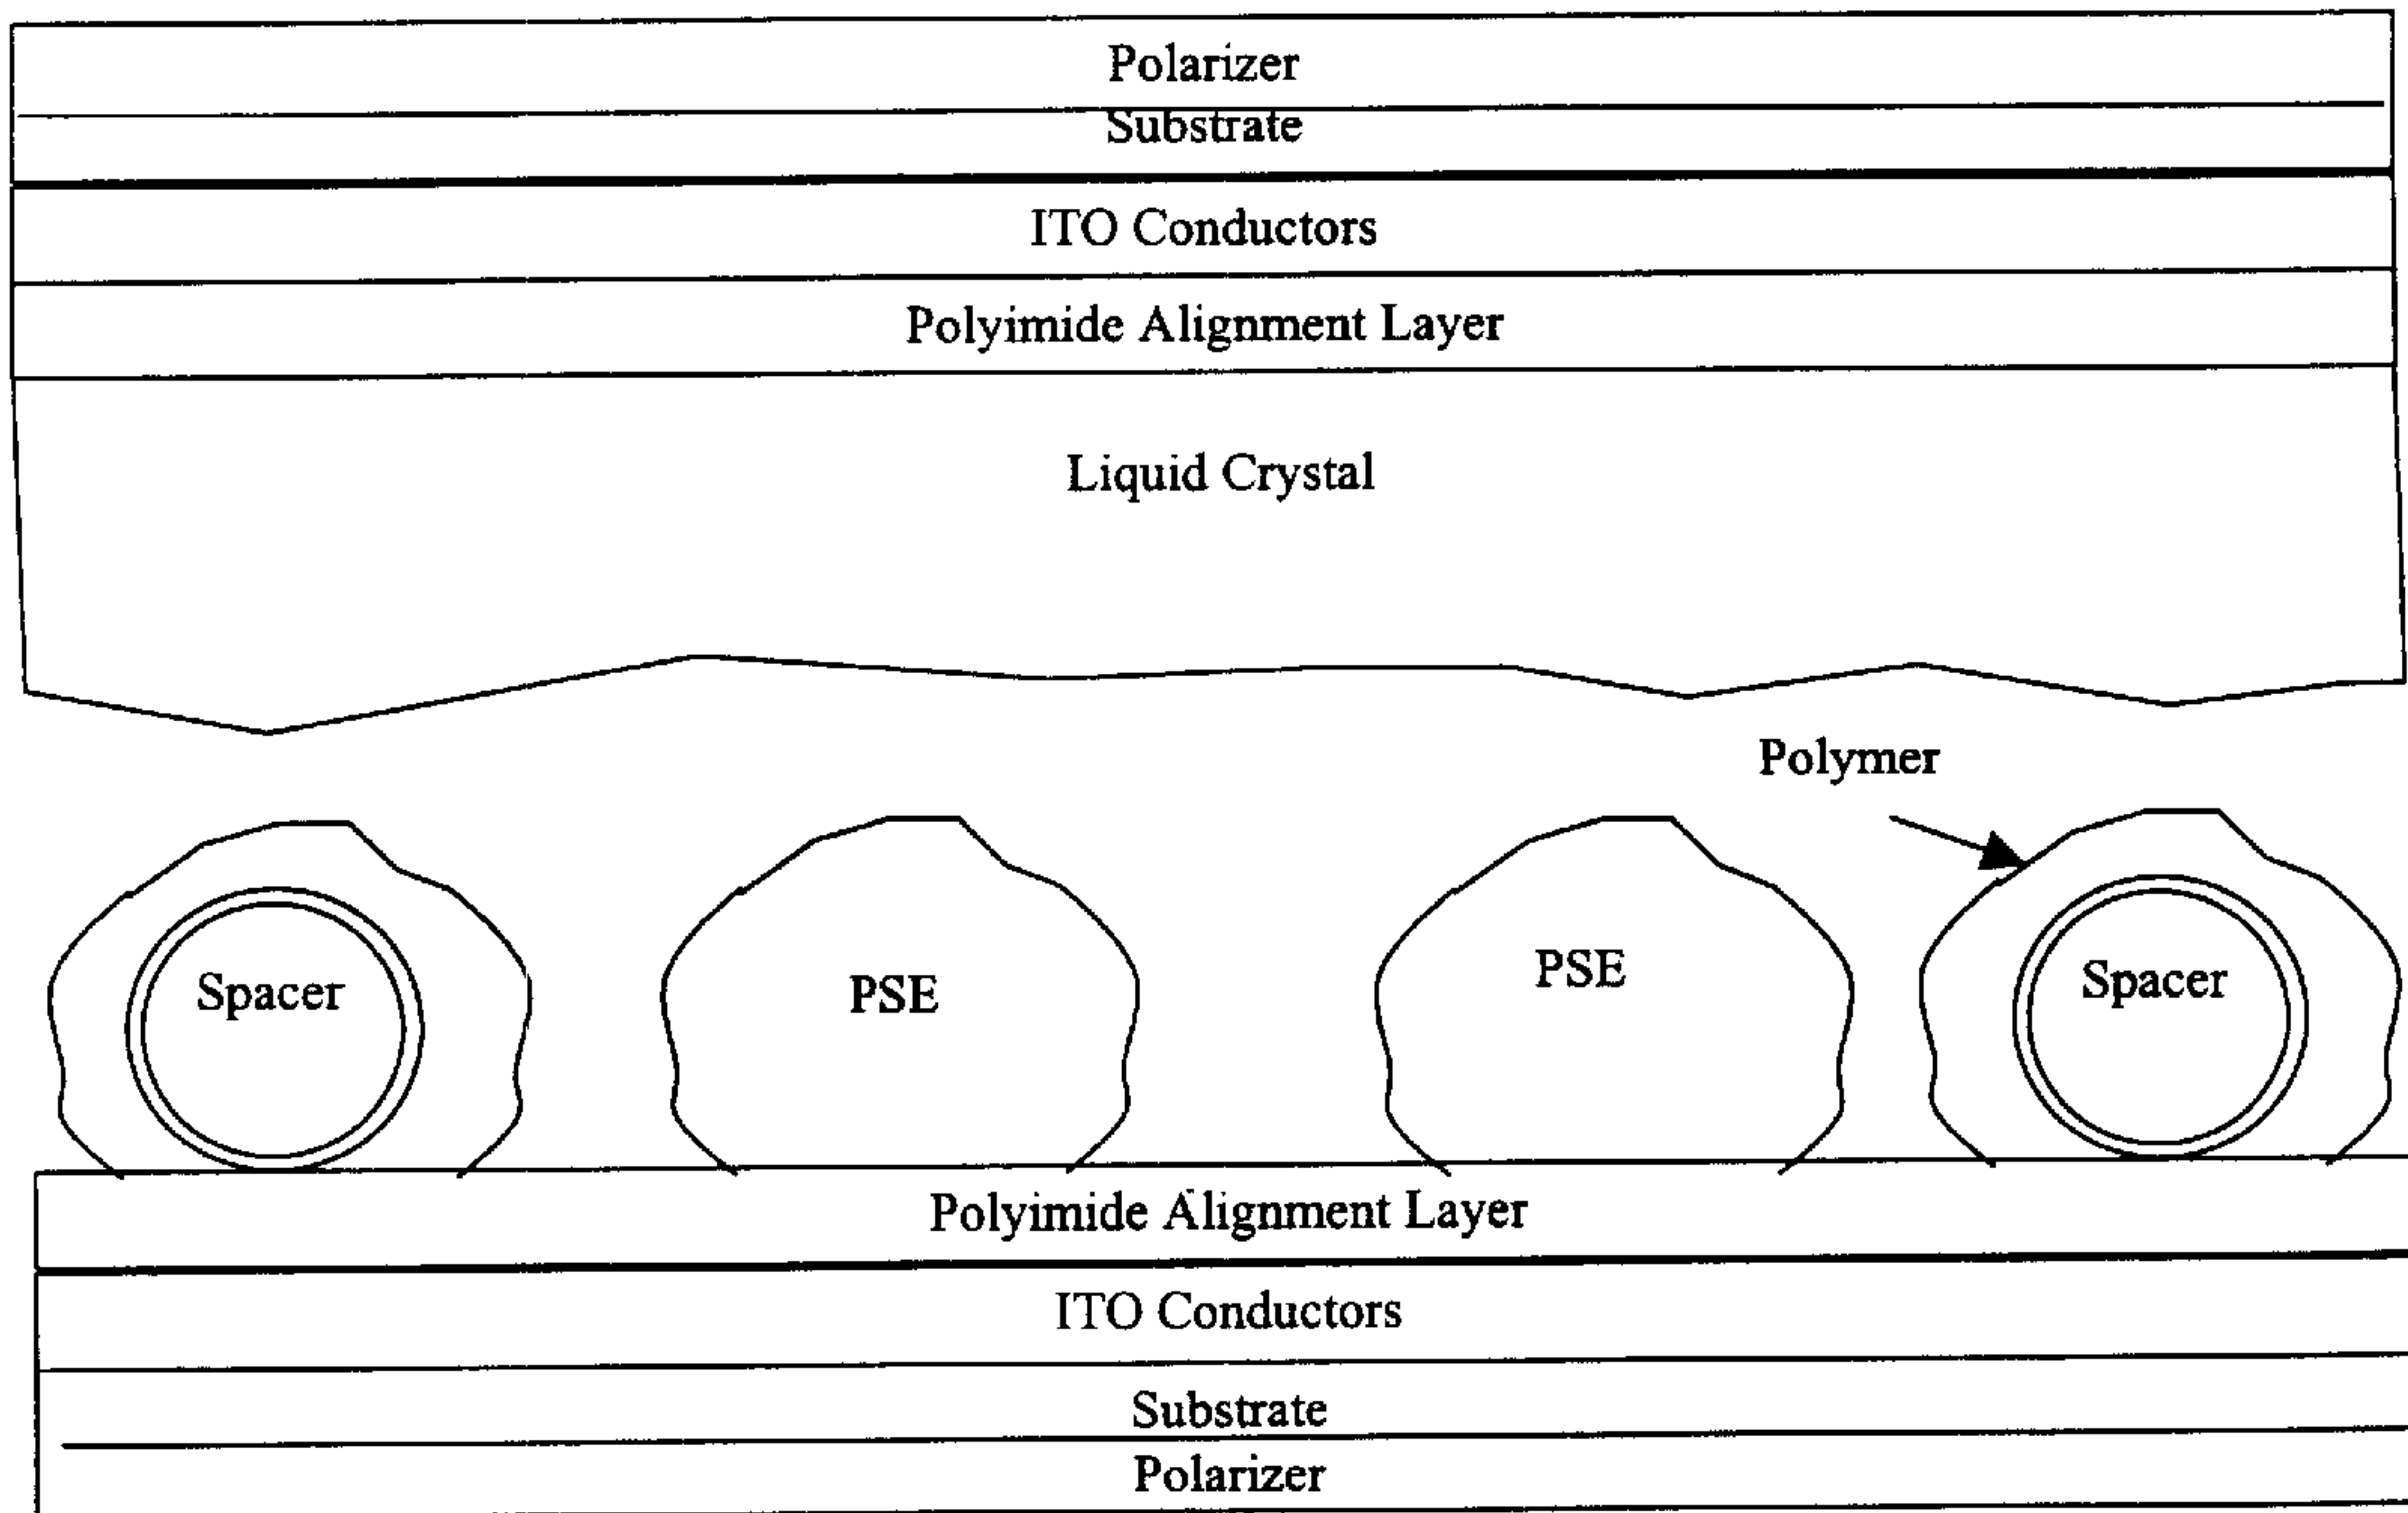 Polarizer
Substrate
ITO Conductors
Polyimide Alignment Layer
Liquid Crystal
Polymer
Spacer
PSE
PSE
Spacer
Polyimide Alignment Layer
ITO Conductors
Substrate
Polarizer